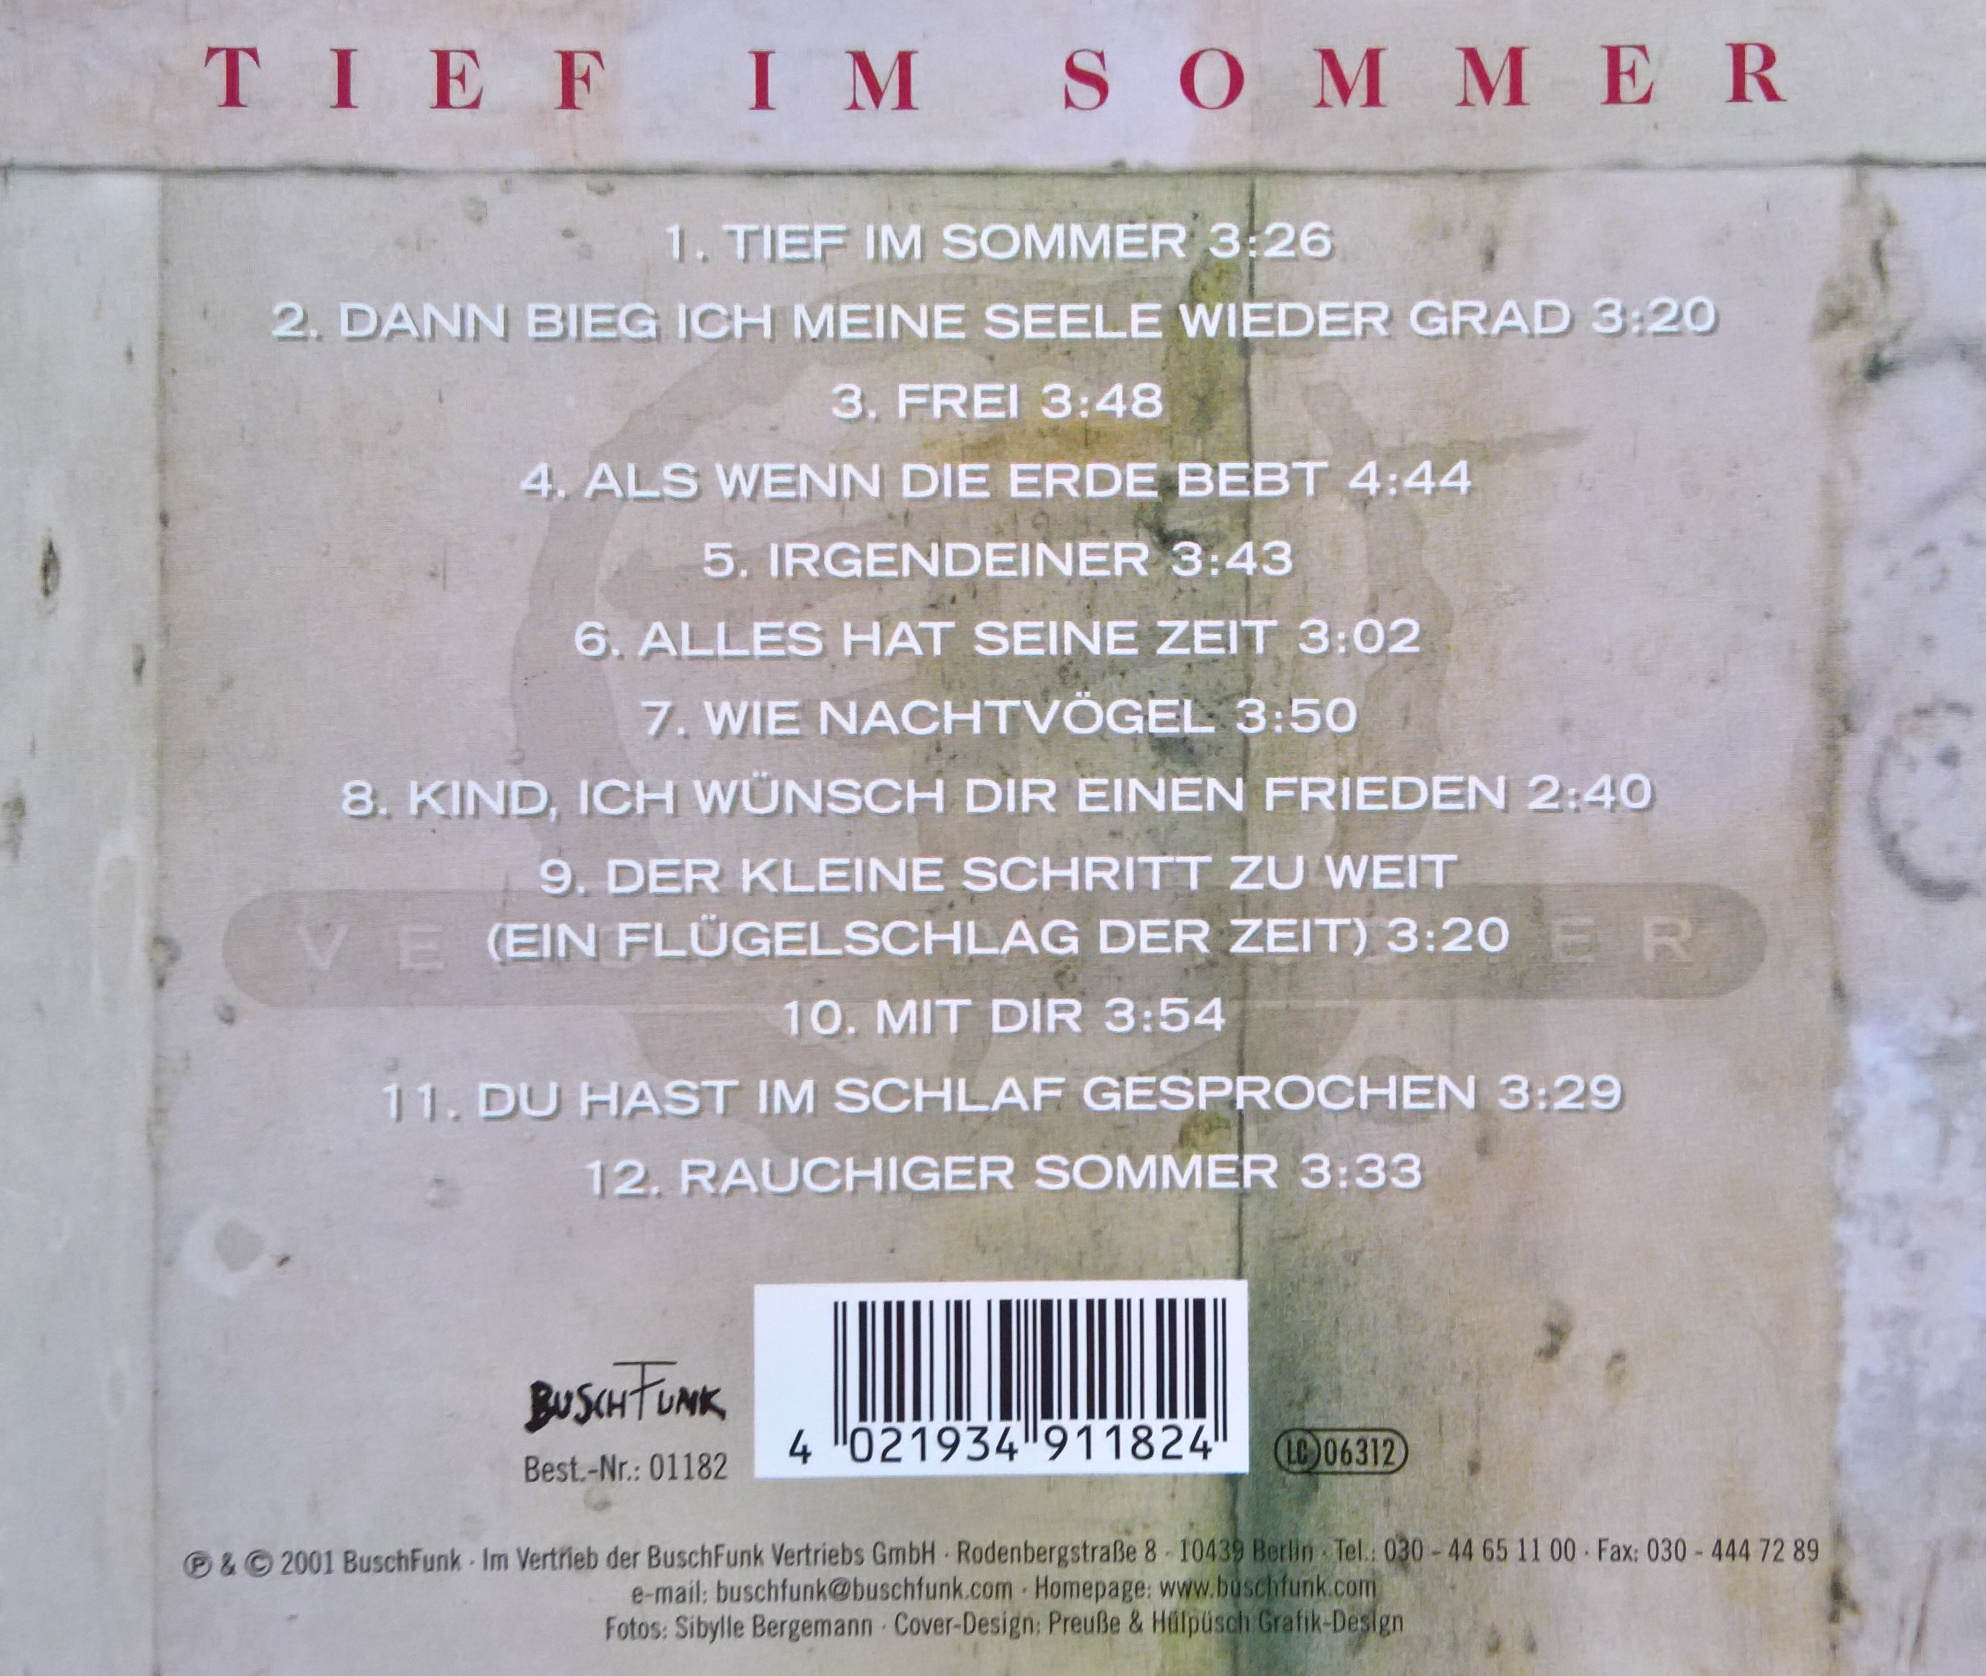 TIEF IM SOMMER
1. TIEF IM SOMMER 3:26
2. DANN BIEG ICH MEINE SEELE WIEDER GRAD 3:20
3. FREI 3:48
4. ALS WENN DIE ERDE BEBT 4:44
5. IRGENDEINER 3:43
6. ALLES HAT SEINE ZEIT 3:02
7. WIE NACHTVÖGEL 3:50
8. KIND, ICH WÜNSCH DIR EINEN FRIEDEN 2:40
9. DER KLEINE SCHRITT ZU WEIT
(EIN FLÜGELSCHLAG DER ZEIT) 3:20
10. MIT DIR 3:54
11. DU HAST IM SCHLAF GESPROCHEN 3:29
12. RAUCHIGER SOMMER 3:33
BUSCHFUNK
Best.-Nr.: 01182
4 021934 911824
LC 06312
℗ & © 2001 BuschFunk · Im Vertrieb der BuschFunk Vertriebs GmbH · Rodenbergstraße 8 - 10439 Berlin · Tel.: 030 - 44 65 11 00 · Fax: 030 - 444 72 89
e-mail: buschfunk@buschfunk.com · Homepage: www.buschfunk.com
Fotos: Sibylle Bergemann · Cover-Design: Preuße & Hülpüsch Grafik-Design